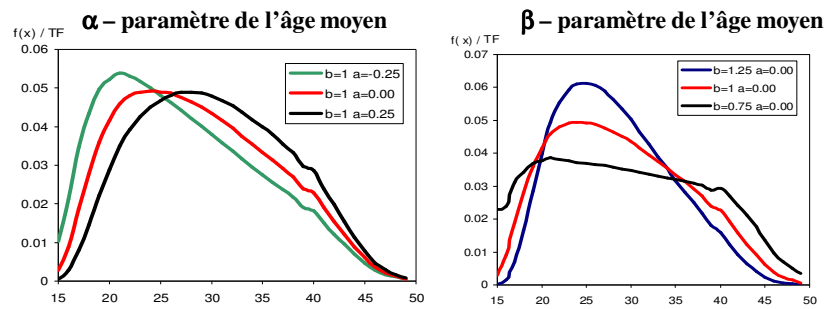 α – paramètre de l'âge moyen
f(x) / TF
0.06
0.05
0.04
0.03
0.02
0.01
0
15 20 25 30 35 40 45 50
b=1 a=-0.25
b=1 a=0.00
b=1 a=0.25
β – paramètre de l'âge moyen
f( x) / TF
0.07
0.06
0.05
0.04
0.03
0.02
0.01
0
15 20 25 30 35 40 45 50
b=1.25 a=0.00
b=1 a=0.00
b=0.75 a=0.00